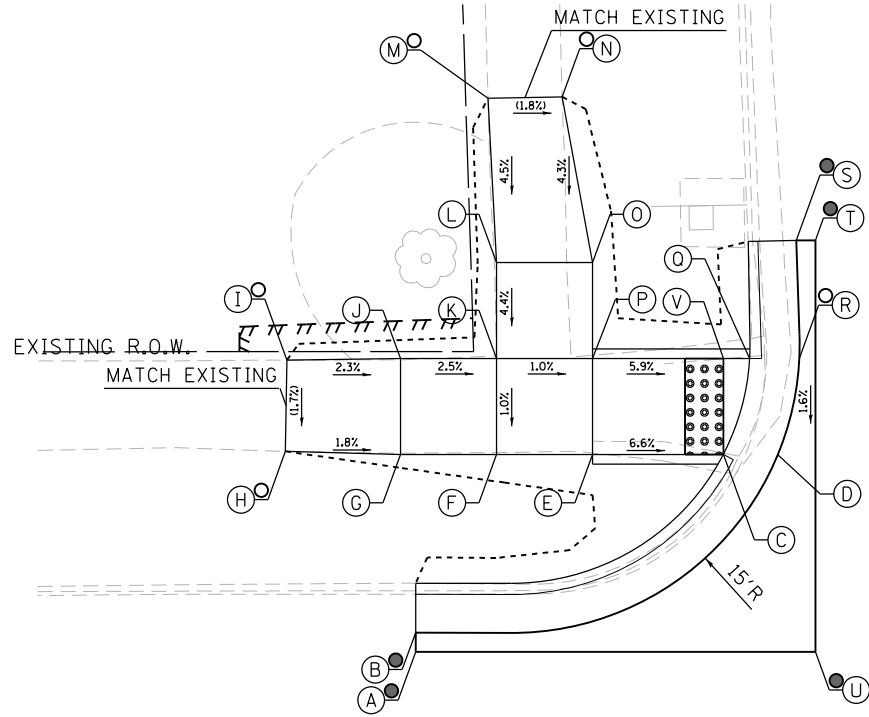 MATCH EXISTING
M
N
(1.8%)
4.5%
4.3%
S
T
L
O
Q
I
J
K
P
V
R
4.4%
EXISTING R.O.W.
MATCH EXISTING
2.3%
2.5%
1.0%
5.9%
(1.7%)
1.0%
1.6%
1.8%
6.6%
H
G
F
E
D
C
15'R
B
A
U